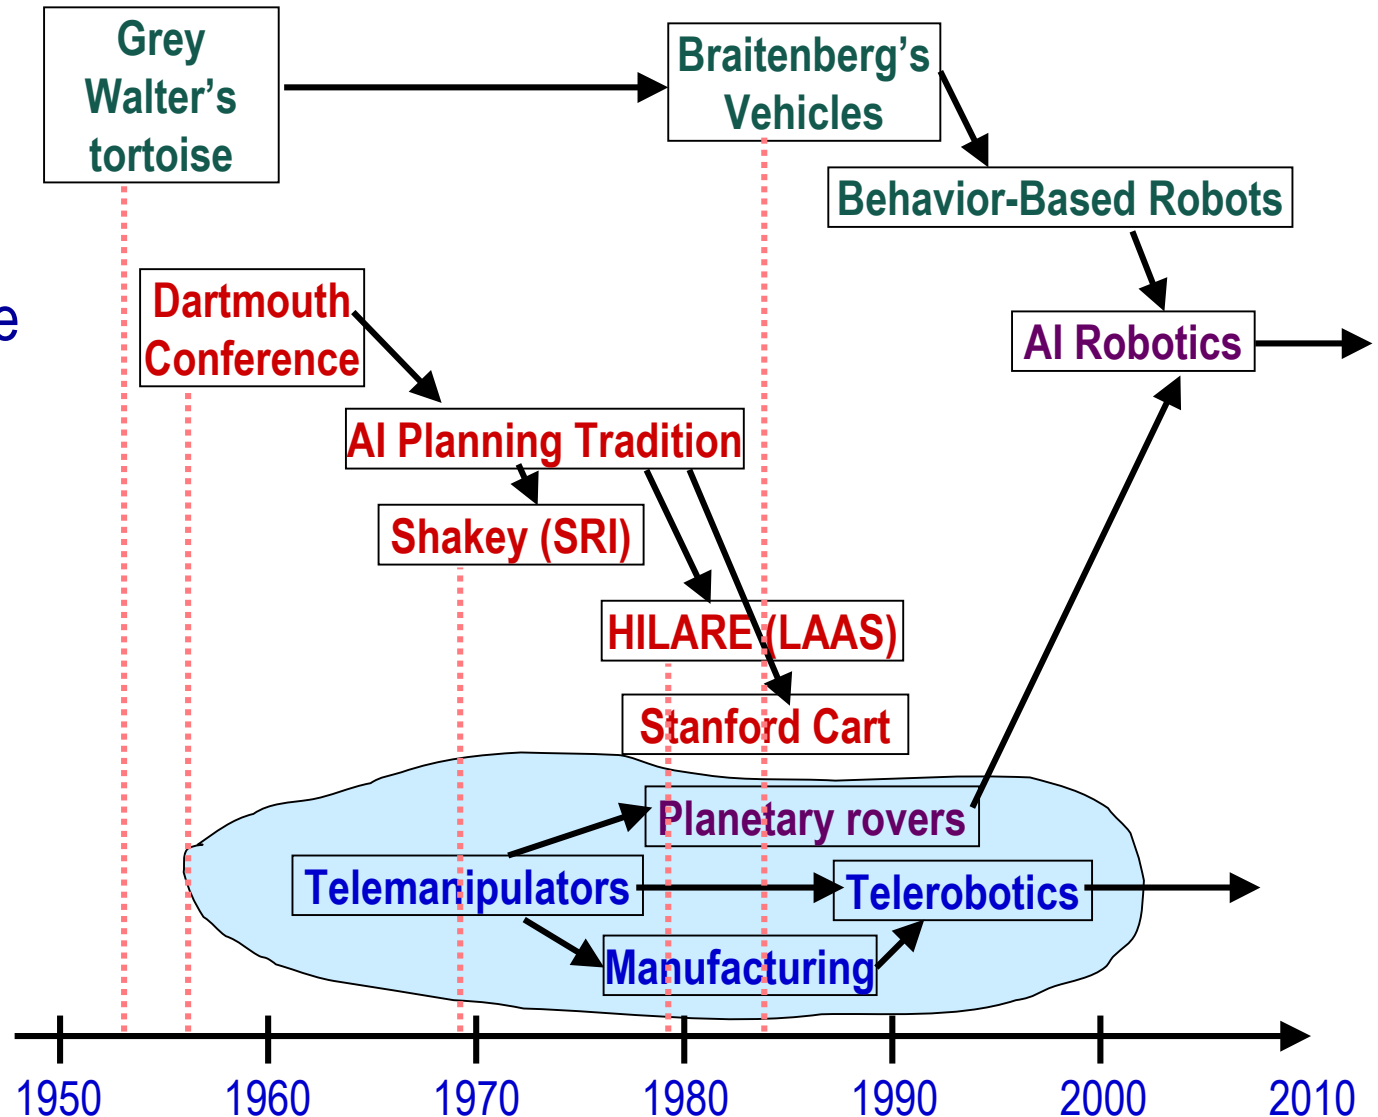 Grey
Walter's
tortoise
Braitenberg's
Vehicles
Behavior-Based Robots
Dartmouth
Conference
e
AI Robotics
AI Planning Tradition
Shakey (SRI)
HILARE (LAAS)
Stanford Cart
Planetary rovers
Telemanipulators
Telerobotics
Manufacturing
1950 1960 1970 1980 1990 2000 2010